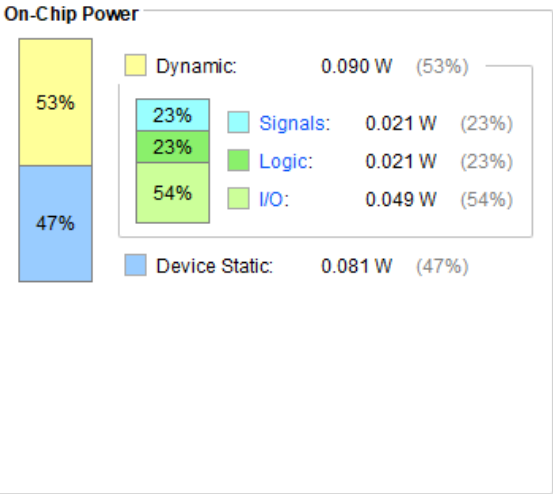 On-Chip Power
53%
47%
Dynamic: 0.090 W (53%)
23%
23%
54%
Signals: 0.021 W (23%)
Logic: 0.021 W (23%)
I/O: 0.049 W (54%)
Device Static: 0.081 W (47%)